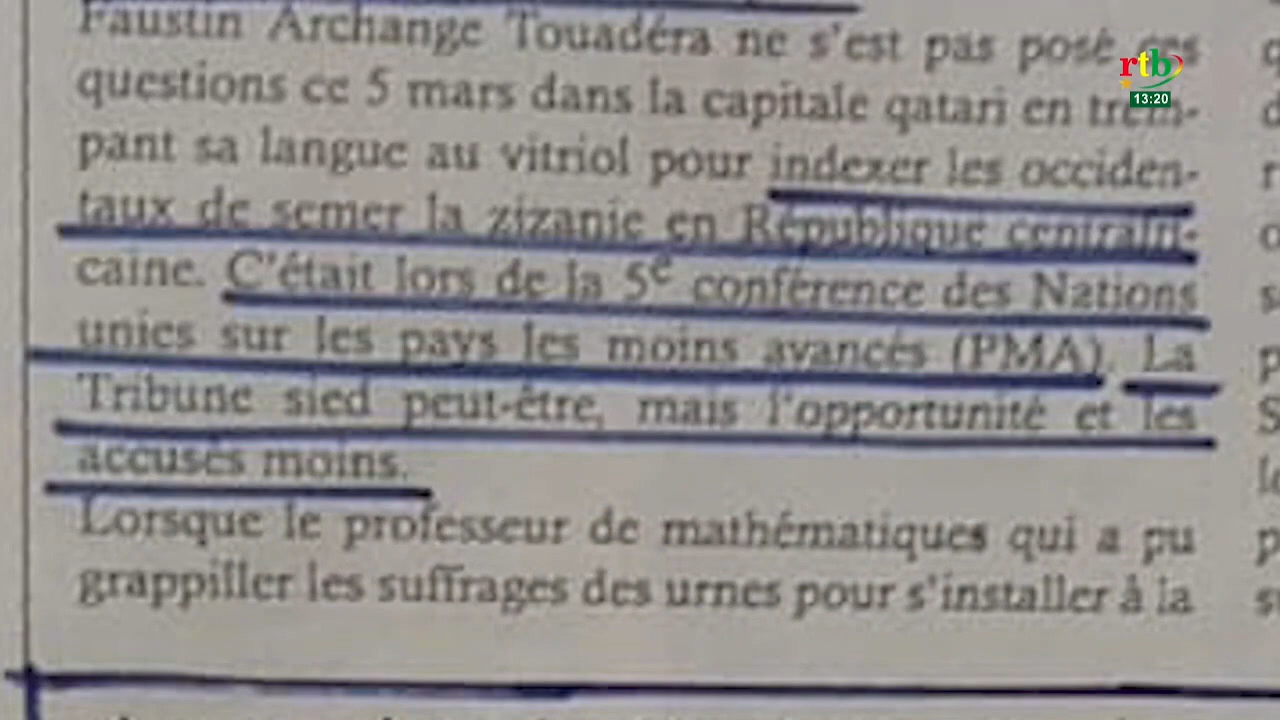 Faustin Archange Touadéra ne s'est pas posé ces
questions ce 5 mars dans la capitale qatari en trem-
pant sa langue au vitriol pour indexer les occiden-
taux de semer la zizanie en République centrafri-
caine. C'était lors de la 5e conférence des Nations
unies sur les pays les moins avancés (PMA). La
Tribune sied peut-être, mais l'opportunité et les
accusés moins.
Lorsque le professeur de mathématiques qui a pu
grappiller les suffrages des urnes pour s'installer à la
rtb
13:20